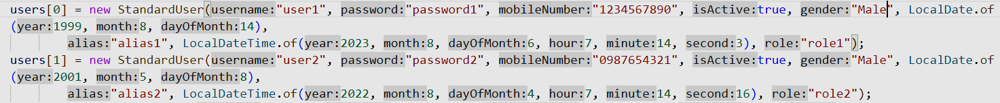 users[0] = new StandardUser(username:"user1", password:"password1", mobileNumber:"1234567890", isActive:true, gender:"Male", LocalDate.of
(year:1999, month:8, dayOfMonth:14),
alias:"alias1", LocalDateTime.of(year:2023, month:8, dayOfMonth:6, hour:7, minute:14, second:3), role:"role1");
users[1] = new StandardUser(username:"user2", password:"password2", mobileNumber:"0987654321", isActive:true, gender:"Male", LocalDate.of
(year:2001, month:5, dayOfMonth:8),
alias:"alias2", LocalDateTime.of(year:2022, month:8, dayOfMonth:4, hour:7, minute:14, second:16), role:"role2");